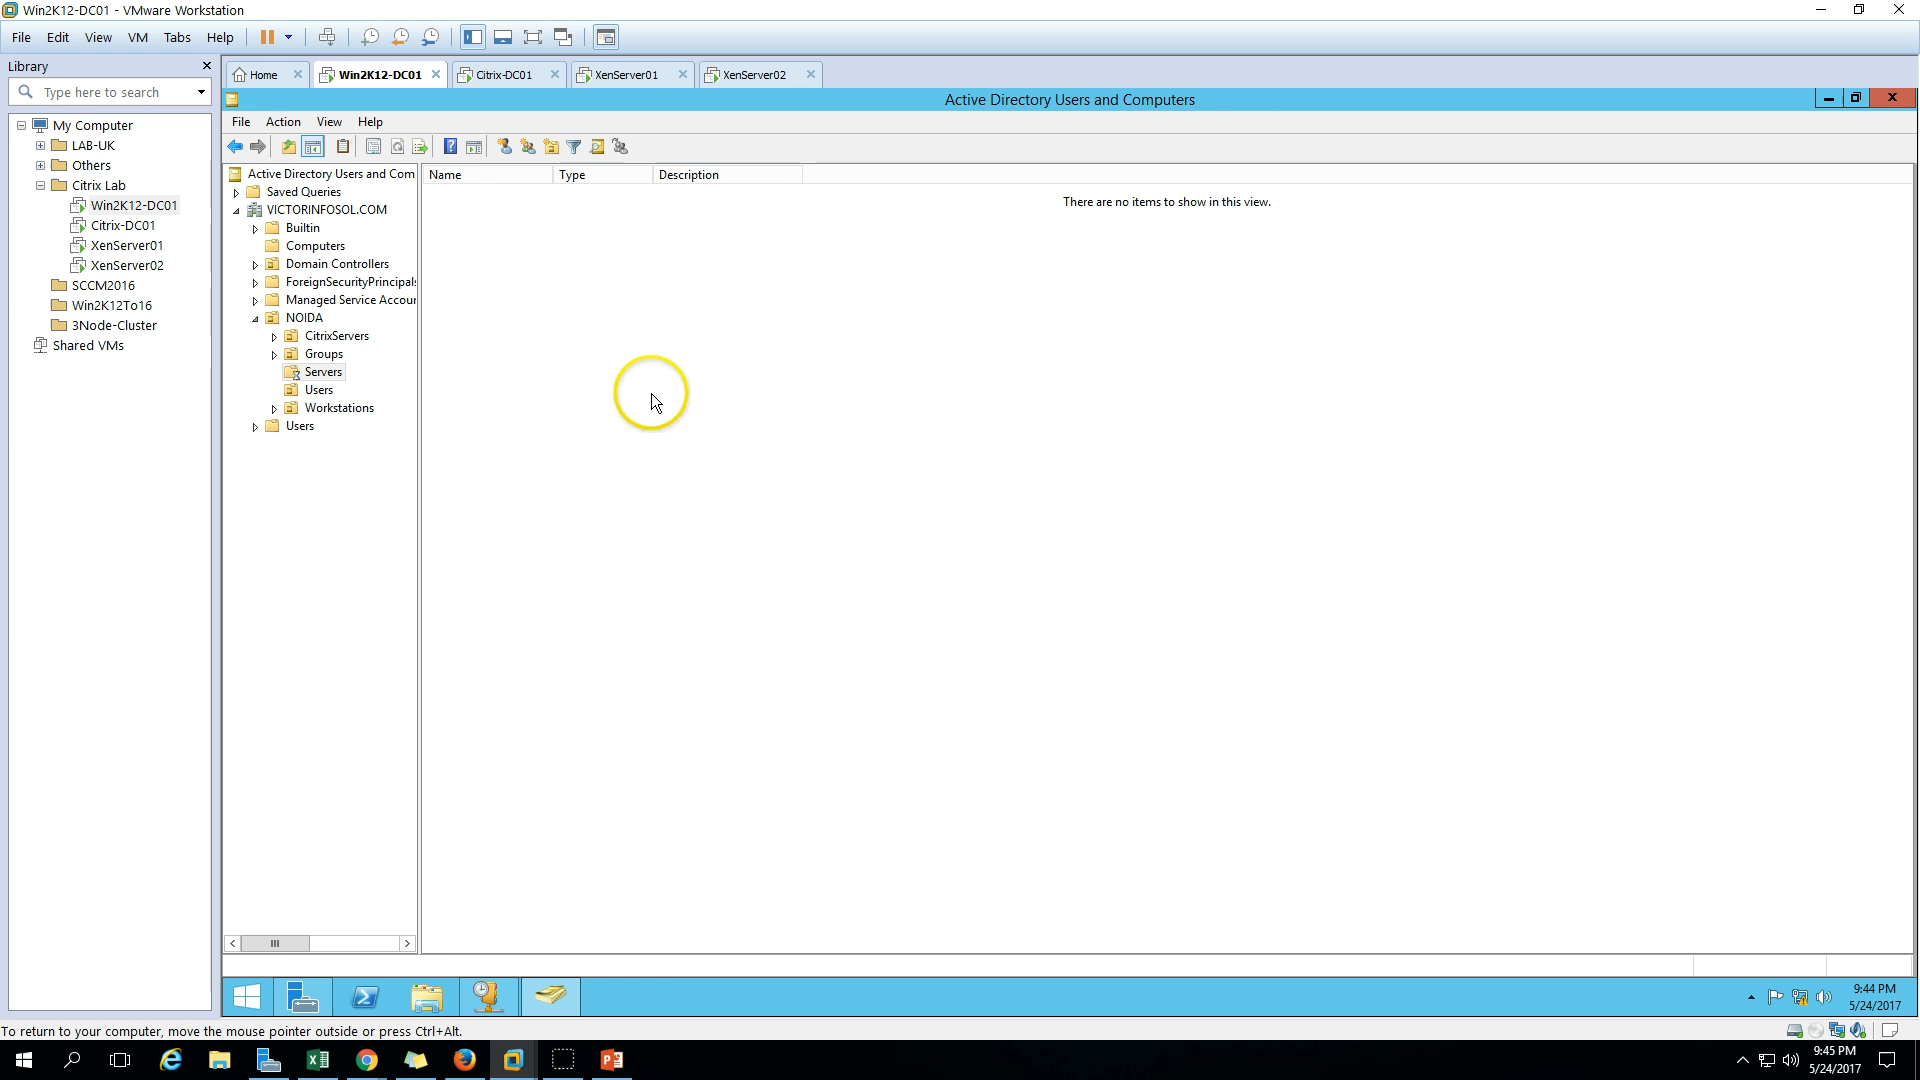 Win2K12-DC01 - VMware Workstation
File Edit View VM Tabs Help
Library
Type here to search
My Computer
LAB-UK
Others
Citrix Lab
Win2K12-DC01
Citrix-DC01
XenServer01
XenServer02
SCCM2016
Win2K12To16
3Node-Cluster
Shared VMs
Home Win2K12-DC01 Citrix-DC01 XenServer01 XenServer02
Active Directory Users and Computers
File Action View Help
Active Directory Users and Com
Saved Queries
VICTORINFOSOL.COM
Builtin
Computers
Domain Controllers
ForeignSecurityPrincipals
Managed Service Accour
NOIDA
CitrixServers
Groups
Servers
Users
Workstations
Users
Name Type Description
There are no items to show in this view.
9:44 PM
5/24/2017
To return to your computer, move the mouse pointer outside or press Ctrl+Alt.
9:45 PM
5/24/2017